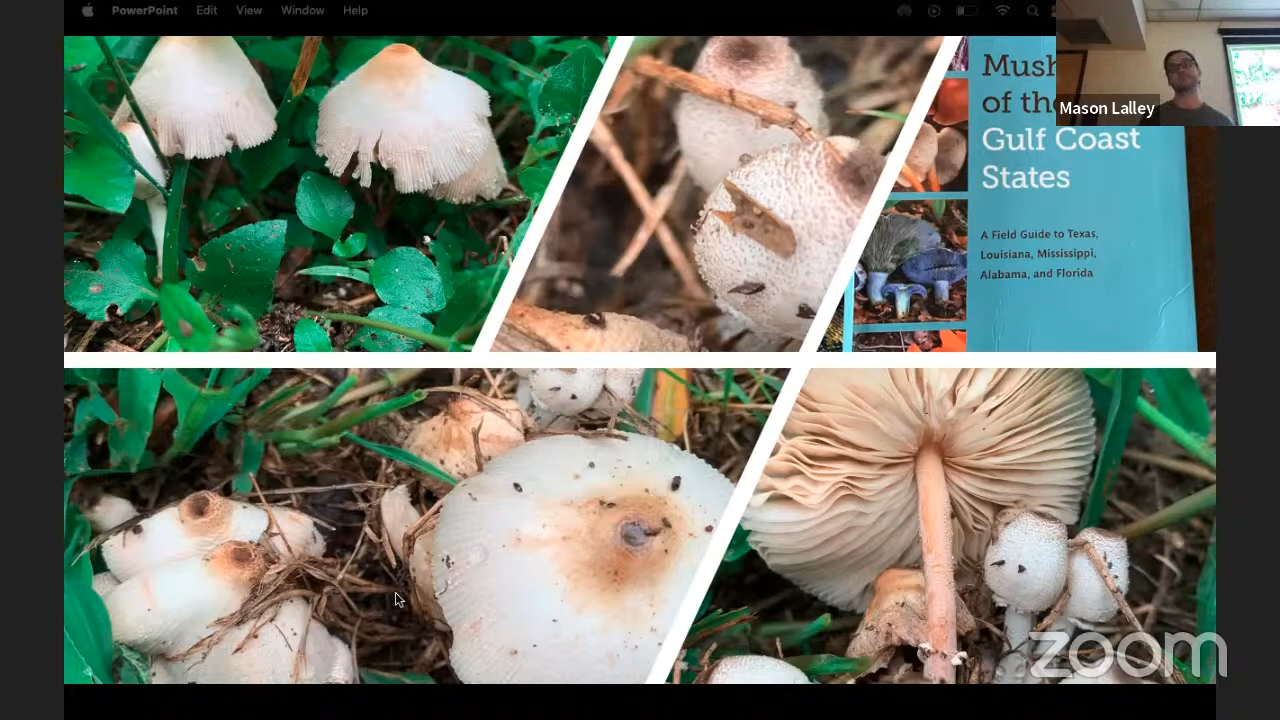 PowerPoint Edit View Window Help
Mush
of the
Gulf Coast
States
A Field Guide to Texas,
Louisiana, Mississippi,
Alabama, and Florida
Mason Lalley
zoom